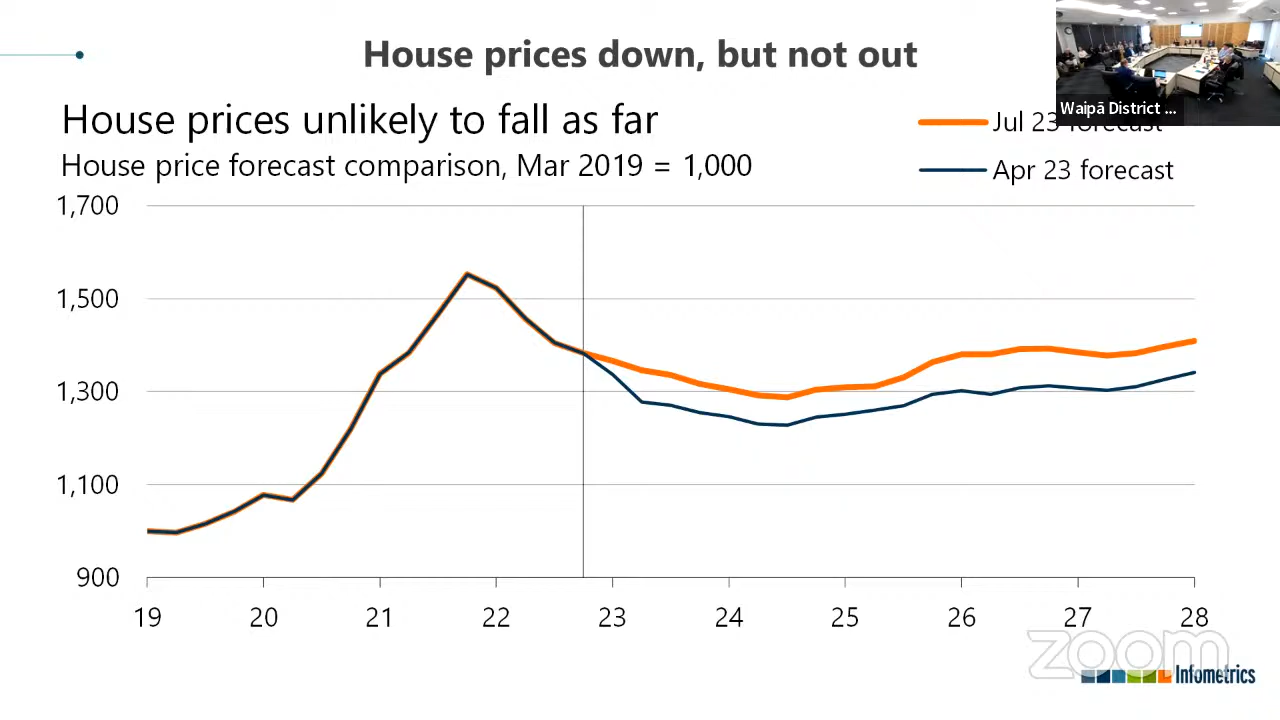 House prices down, but not out
Waipā District ...
House prices unlikely to fall as far
Jul 23 forecast
House price forecast comparison, Mar 2019 = 1,000
Apr 23 forecast
1,700
1,500
1,300
1,100
900
19 20 21 22 23 24 25 26 27 28
zoom
Infometrics